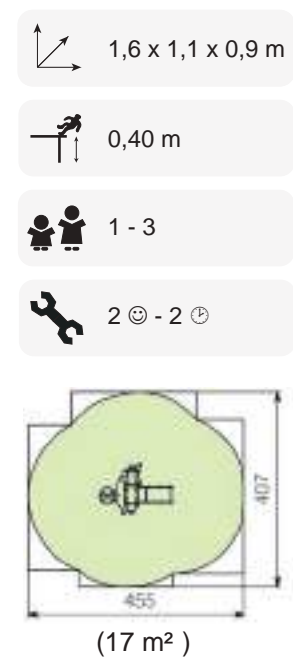 1,6 x 1,1 x 0,9 m
0,40 m
1 - 3
2 ☺ - 2 🕑
407
455
(17 m² )